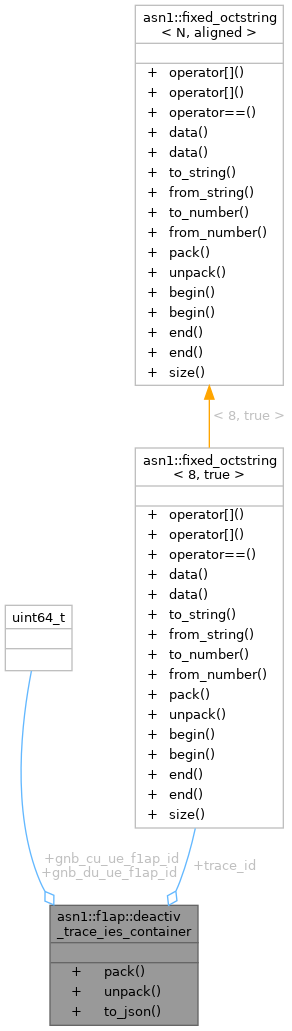 asn1::fixed_octstring
< N, aligned >
+ operator[]()
+ operator[]()
+ operator==()
+ data()
+ data()
+ to_string()
+ from_string()
+ to_number()
+ from_number()
+ pack()
+ unpack()
+ begin()
+ begin()
+ end()
+ end()
+ size()
< 8, true >
asn1::fixed_octstring
< 8, true >
+ operator[]()
+ operator[]()
+ operator==()
+ data()
+ data()
+ to_string()
+ from_string()
+ to_number()
+ from_number()
+ pack()
+ unpack()
+ begin()
+ begin()
+ end()
+ end()
+ size()
uint64_t
+gnb_cu_ue_f1ap_id
+gnb_du_ue_f1ap_id
+trace_id
asn1::f1ap::deactiv
_trace_ies_container
+ pack()
+ unpack()
+ to_json()